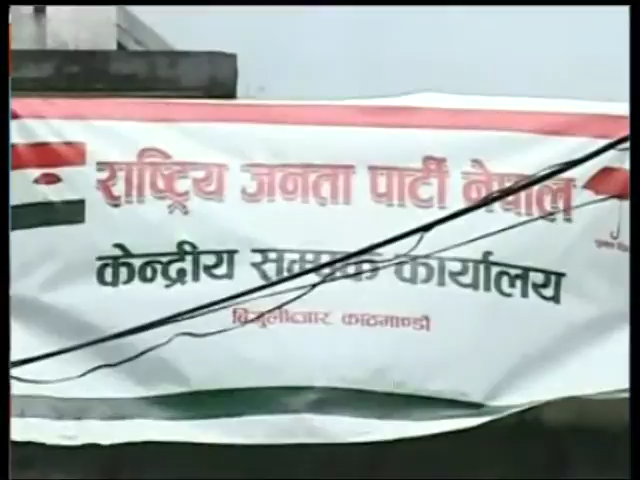 राष्ट्रिय जनता पार्टी नेपाल
केन्द्रीय सम्पर्क कार्यालय
बिजुलीबजार, काठमाण्डौ